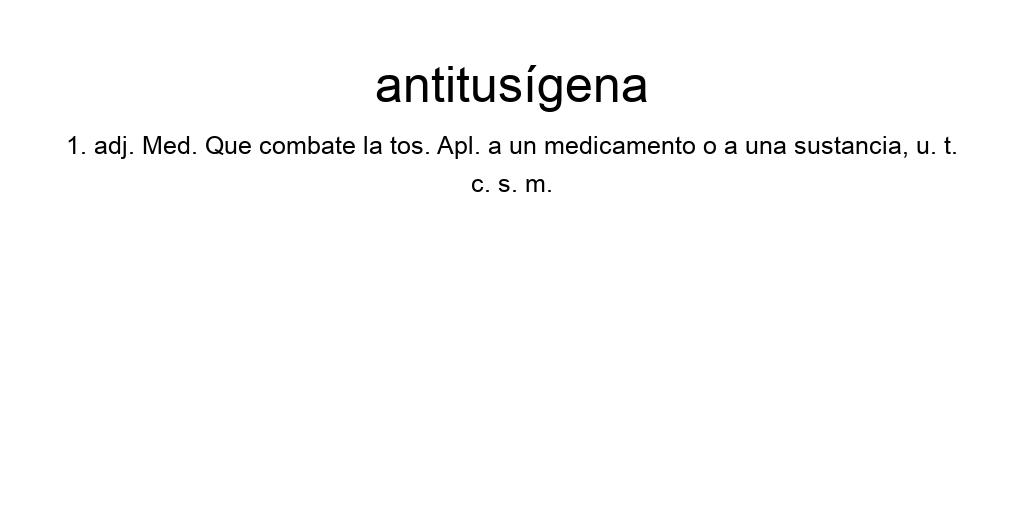 antitusígena
1. adj. Med. Que combate la tos. Apl. a un medicamento o a una sustancia, u. t.
c. s. m.